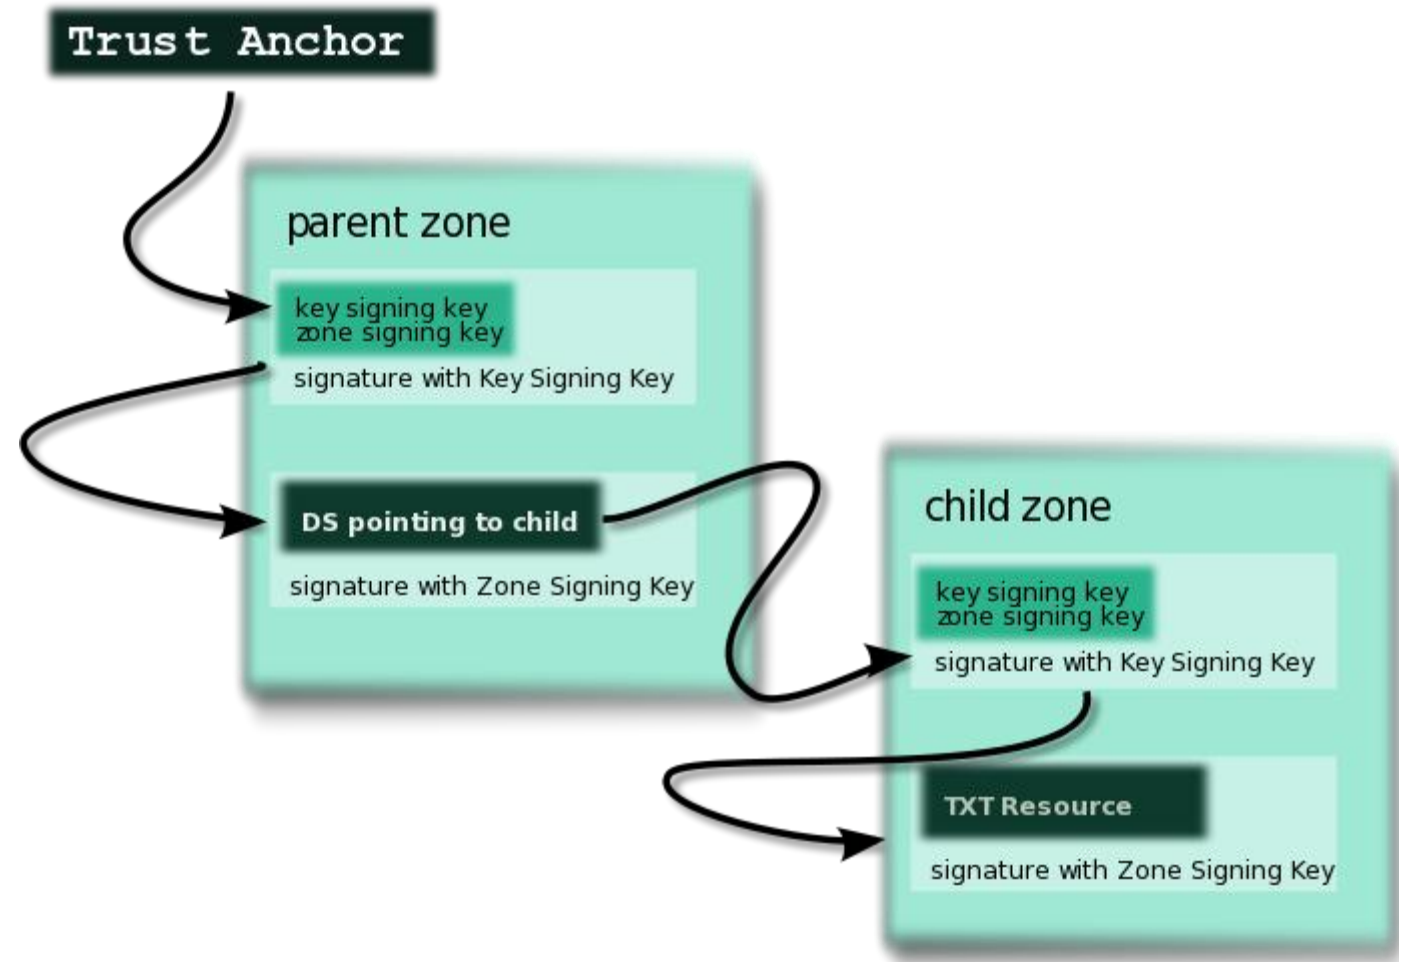 Trust Anchor
parent zone
key signing key
zone signing key
signature with Key Signing Key
DS pointing to child
signature with Zone Signing Key
child zone
key signing key
zone signing key
signature with Key Signing Key
TXT Resource
signature with Zone Signing Key